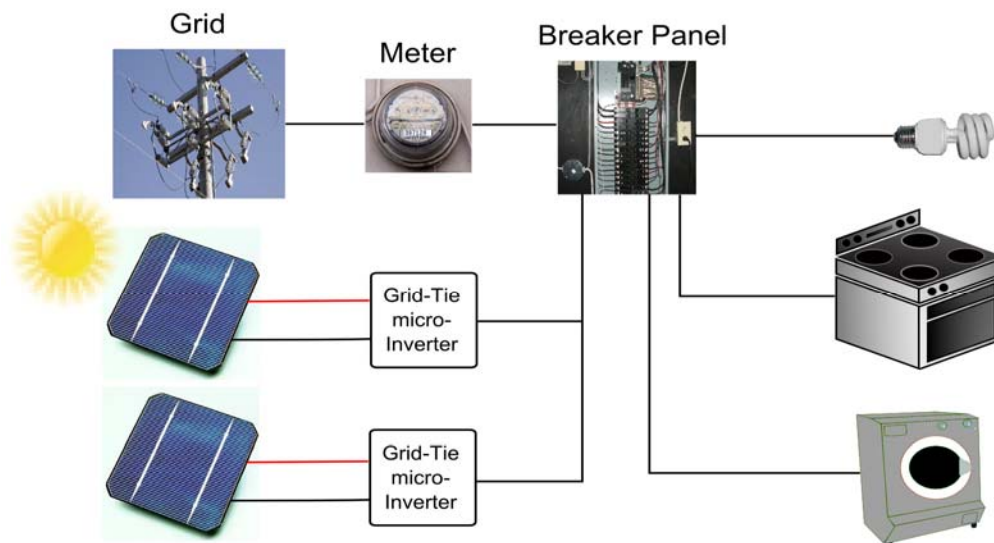 Grid
Meter
Breaker Panel
Grid-Tie
micro-
Inverter
Grid-Tie
micro-
Inverter